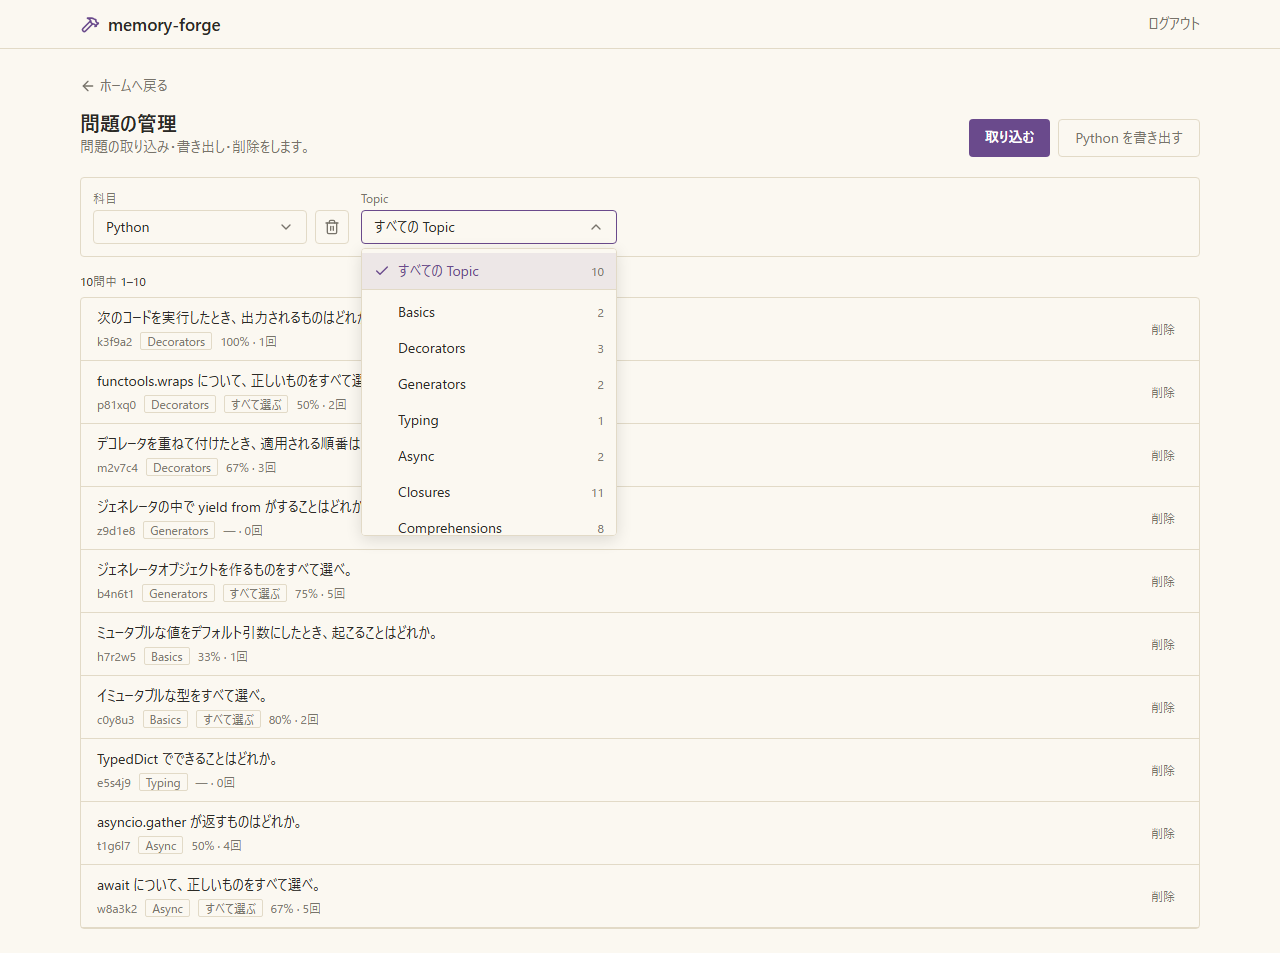 memory-forge
ログアウト
ホームへ戻る
問題の管理
問題の取り込み・書き出し・削除をします。
取り込む
Python を書き出す
科目
Topic
Python
すべての Topic
すべての Topic 10
Basics 2
Decorators 3
Generators 2
Typing 1
Async 2
Closures 11
Comprehensions 8
10問中 1–10
次のコードを実行したとき、出力されるものはどれ
k3f9a2 Decorators 100% · 1回
削除
functools.wraps について、正しいものをすべて
p81xq0 Decorators すべて選ぶ 50% · 2回
削除
デコレータを重ねて付けたとき、適用される順番は
m2v7c4 Decorators 67% · 3回
削除
ジェネレータの中で yield from がすることはどれ
z9d1e8 Generators — · 0回
削除
ジェネレータオブジェクトを作るものをすべて選べ。
b4n6t1 Generators すべて選ぶ 75% · 5回
削除
ミュータブルな値をデフォルト引数にしたとき、起こることはどれか。
h7r2w5 Basics 33% · 1回
削除
イミュータブルな型をすべて選べ。
c0y8u3 Basics すべて選ぶ 80% · 2回
削除
TypedDict でできることはどれか。
e5s4j9 Typing — · 0回
削除
asyncio.gather が返すものはどれか。
t1g6l7 Async 50% · 4回
削除
await について、正しいものをすべて選べ。
w8a3k2 Async すべて選ぶ 67% · 5回
削除